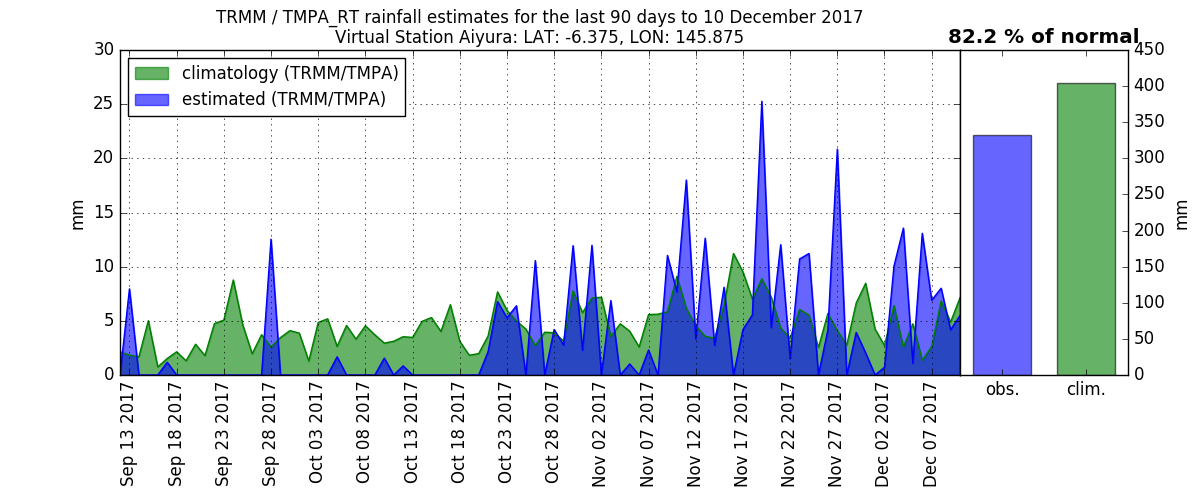 TRMM / TMPA_RT rainfall estimates for the last 90 days to 10 December 2017
Virtual Station Aiyura: LAT: -6.375, LON: 145.875
82.2 % of normal
climatology (TRMM/TMPA)
estimated (TRMM/TMPA)
mm
30
25
20
15
10
5
0
Sep 13 2017
Sep 18 2017
Sep 23 2017
Sep 28 2017
Oct 03 2017
Oct 08 2017
Oct 13 2017
Oct 18 2017
Oct 23 2017
Oct 28 2017
Nov 02 2017
Nov 07 2017
Nov 12 2017
Nov 17 2017
Nov 22 2017
Nov 27 2017
Dec 02 2017
Dec 07 2017
obs.
clim.
450
400
350
300
250
200
150
100
50
0
mm